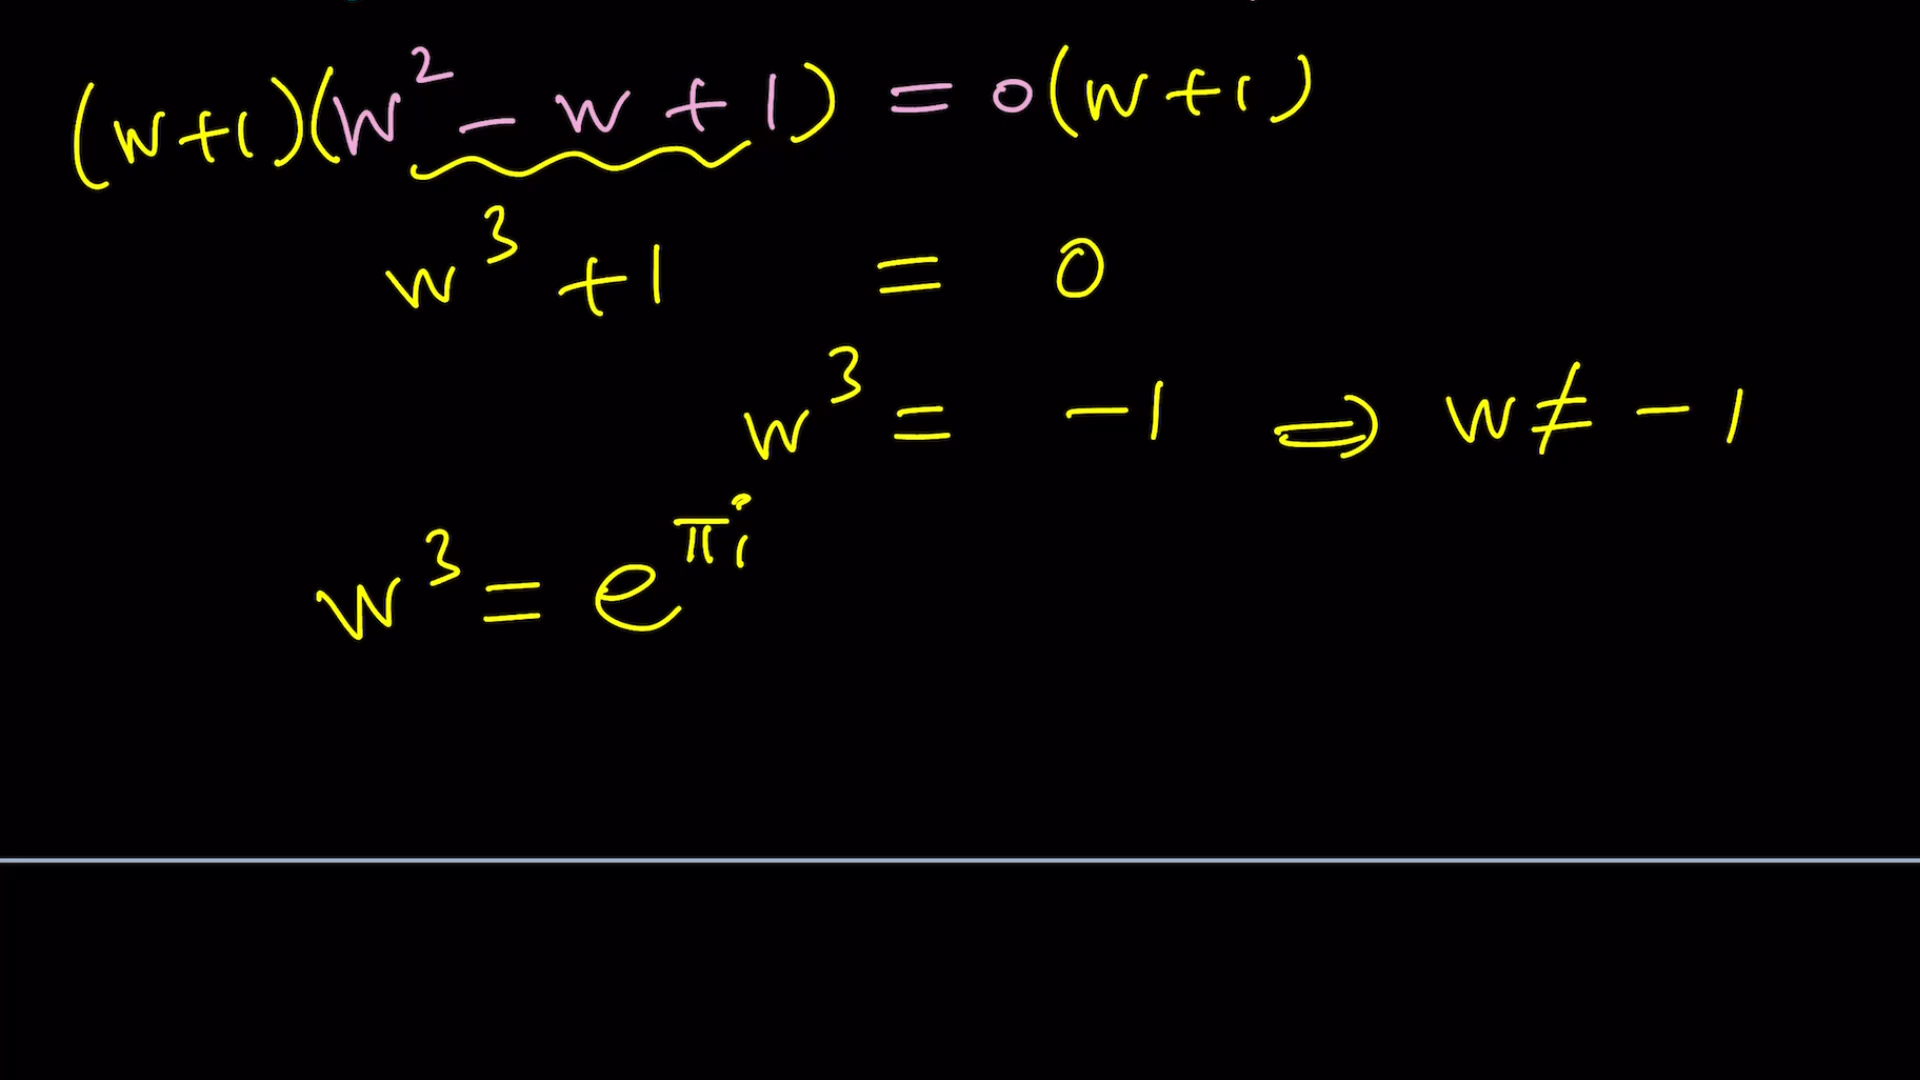 (w+1)(w² - w + 1) = 0(w+1)
w³ + 1 = 0
w³ = -1 ⇒ w ≠ -1
w³ = e^πi